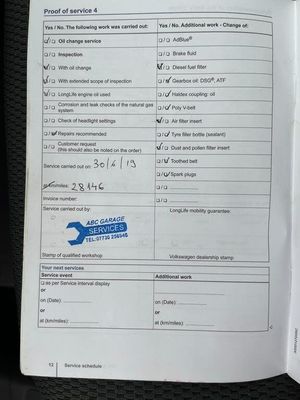 Proof of service 4
Yes / No. The following work was carried out:
☑/☐ Oil change service
☐/☐ Inspection
☑/☐ With oil change
☑/☐ With extended scope of inspection
☑/☐ LongLife engine oil used
☐/☐ Corrosion and leak checks of the natural gas
system
☐/☐ Check of headlight settings
☐/☑ Repairs recommended
☐/☐ Customer request
(this should also be noted on the order)
Service carried out on: 30/4/19
at km/miles: 28146
Invoice number:
Service carried out by:
ABC GARAGE
SERVICES
Stamp of qualified workshop
Yes / No. Additional work - Change of:
☐/☐ AdBlue®
☐/☐ Brake fluid
☑/☐ Diesel fuel filter
☐/☑ Gearbox oil: DSG®, ATF
☐/☑ Haldex coupling: oil
☐/☑ Poly V-belt
☑/☐ Air filter insert
☐/☑ Tyre filler bottle (sealant)
☑/☐ Dust and pollen filter insert
☐/☑ Toothed belt
☐/☑ Spark plugs
☐/☐
☐/☐
LongLife mobility guarantee:
Volkswagen dealership stamp:
Your next services
Service event
☐ as per Service interval display
or
on (Date):
or
at (km/miles):
Additional work
on (Date):
or
at (km/miles):
12 Service schedule